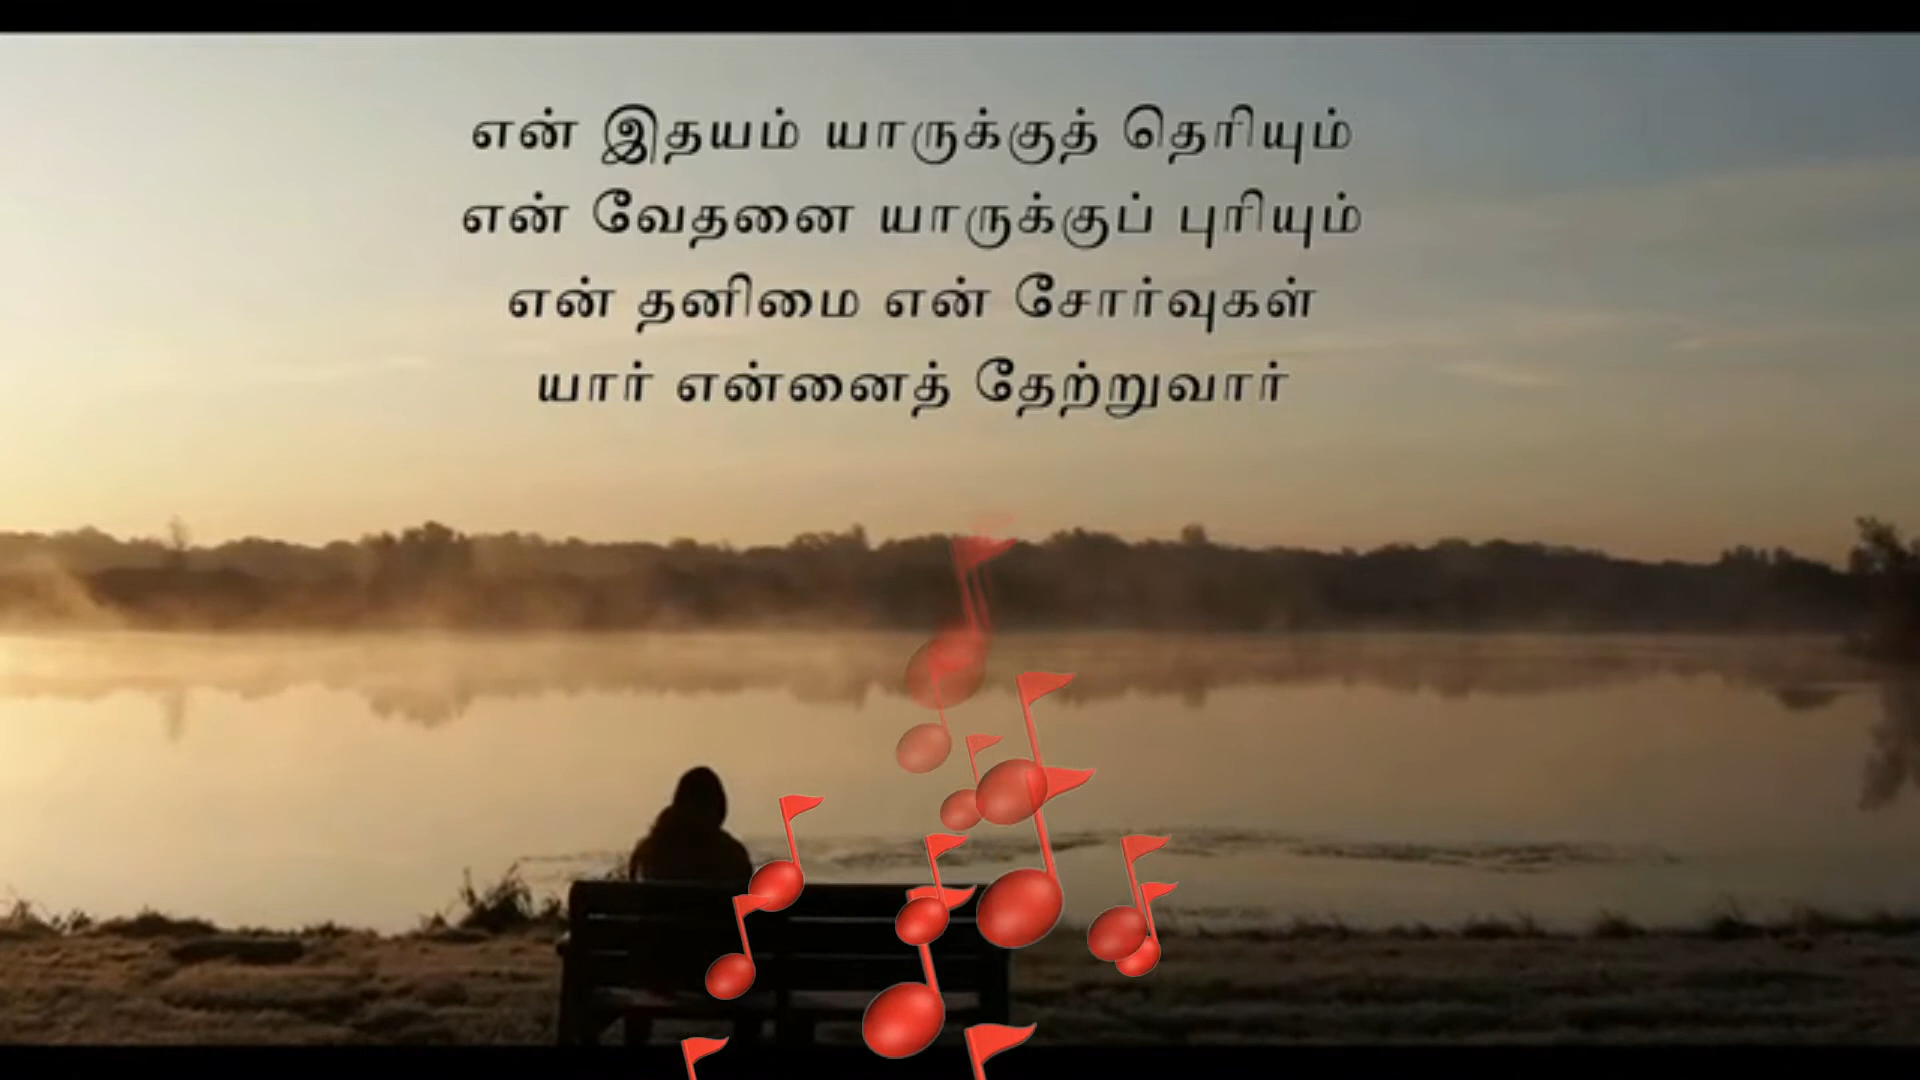 என் இதயம் யாருக்குத் தெரியும்
என் வேதனை யாருக்குப் புரியும்
என் தனிமை என் சோர்வுகள்
யார் என்னைத் தேற்றுவார்